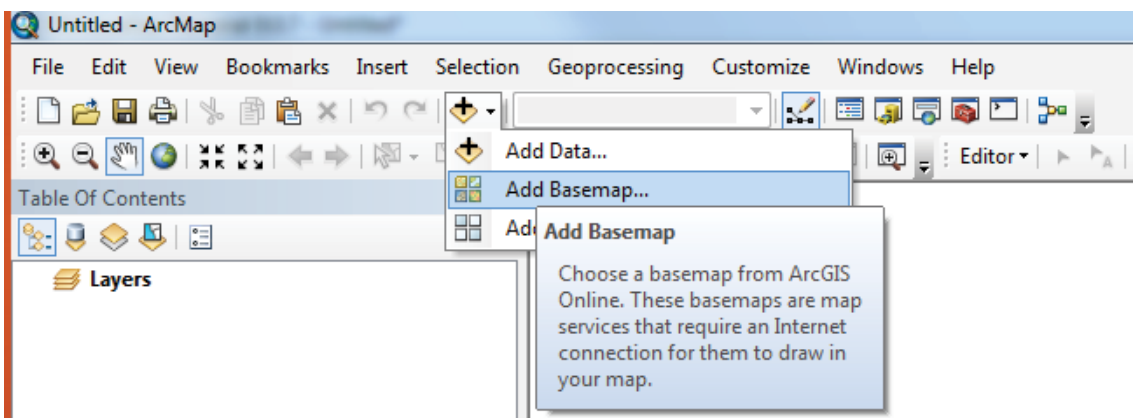 Untitled - ArcMap
File Edit View Bookmarks Insert Selection Geoprocessing Customize Windows Help
Add Data...
Editor
Table Of Contents
Add Basemap...
Add Basemap
Layers
Choose a basemap from ArcGIS
Online. These basemaps are map
services that require an Internet
connection for them to draw in
your map.